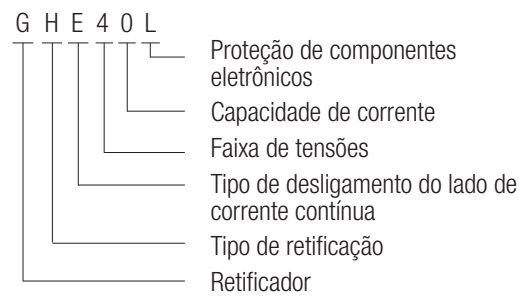 G H E 4 0 L
Proteção de componentes
eletrônicos
Capacidade de corrente
Faixa de tensões
Tipo de desligamento do lado de
corrente contínua
Tipo de retificação
Retificador